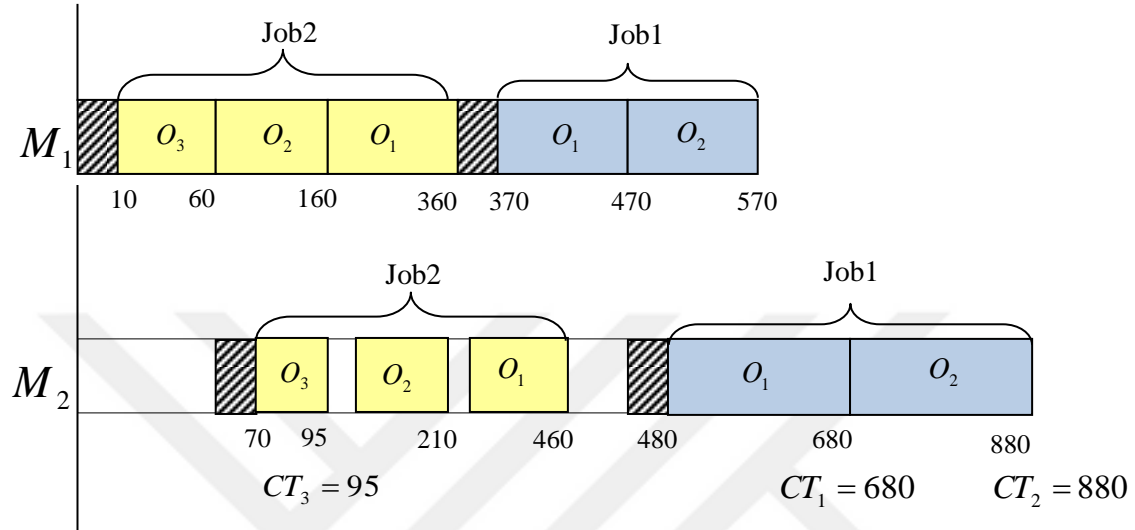 Job2 Job1
M₁ O₃ O₂ O₁ O₁ O₂
10 60 160 360 370 470 570
Job2 Job1
M₂ O₃ O₂ O₁ O₁ O₂
70 95 210 460 480 680 880
CT₃ = 95 CT₁ = 680 CT₂ = 880